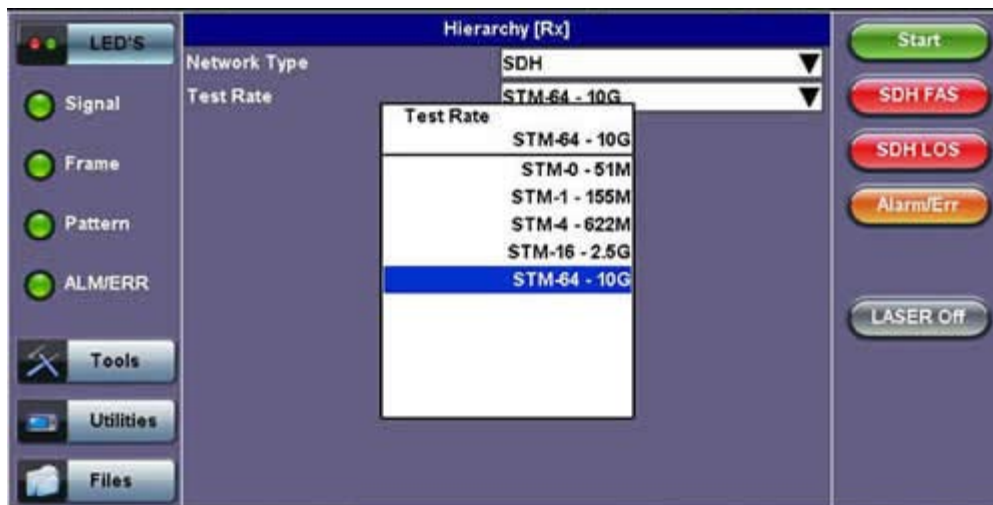 LED'S
Signal
Frame
Pattern
ALM/ERR
Tools
Utilities
Files
Hierarchy [Rx]
Network Type SDH
Test Rate STM-64 - 10G
Test Rate
STM-64 - 10G
STM-0 - 51M
STM-1 - 155M
STM-4 - 622M
STM-16 - 2.5G
STM-64 - 10G
Start
SDH FAS
SDH LOS
Alarm/Err
LASER Off